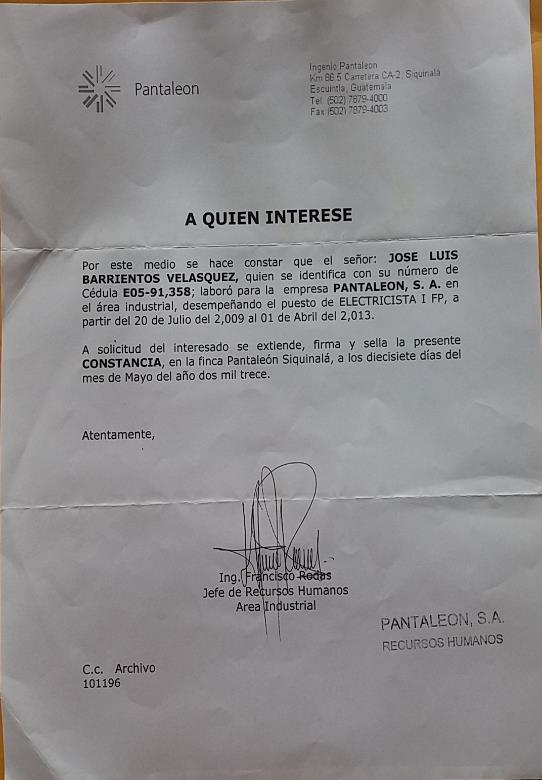 Pantaleon
Ingenio Pantaleon
Km 86.5 Carretera CA-2, Siquinalá
Escuintla, Guatemala
Tel. (502) 7879-4000
Fax (502) 7879-4003
A QUIEN INTERESE
Por este medio se hace constar que el señor: JOSE LUIS
BARRIENTOS VELASQUEZ, quien se identifica con su número de
Cédula E05-91,358; laboró para la empresa PANTALEON, S. A. en
el área industrial, desempeñando el puesto de ELECTRICISTA I FP, a
partir del 20 de Julio del 2,009 al 01 de Abril del 2,013.
A solicitud del interesado se extiende, firma y sella la presente
CONSTANCIA, en la finca Pantaleón Siquinalá, a los diecisiete días del
mes de Mayo del año dos mil trece.
Atentamente,
Ing. Francisco Rodas
Jefe de Recursos Humanos
Area Industrial
PANTALEON, S.A.
RECURSOS HUMANOS
C.c. Archivo
101196